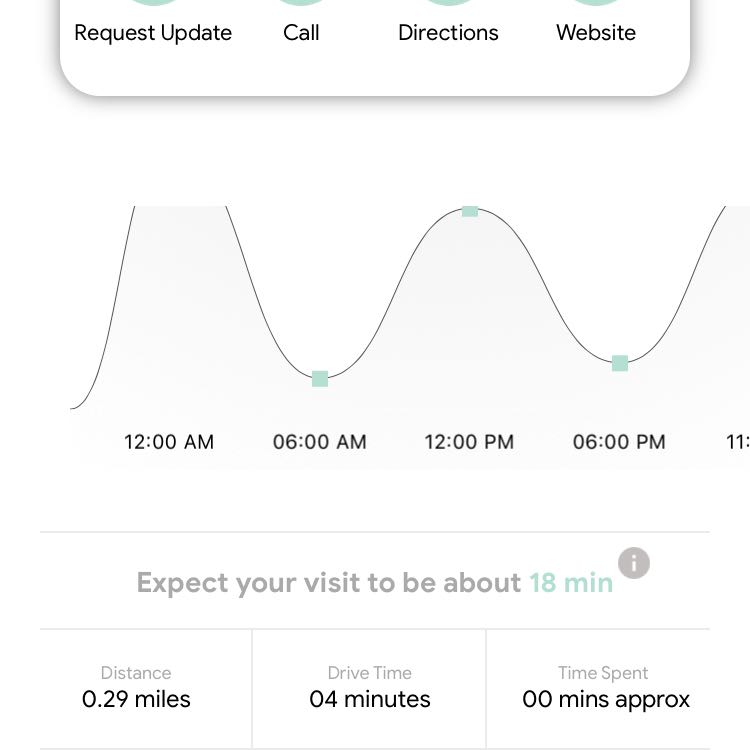 Request Update Call Directions Website
12:00 AM 06:00 AM 12:00 PM 06:00 PM 11:
Expect your visit to be about 18 min i
Distance Drive Time Time Spent
0.29 miles 04 minutes 00 mins approx